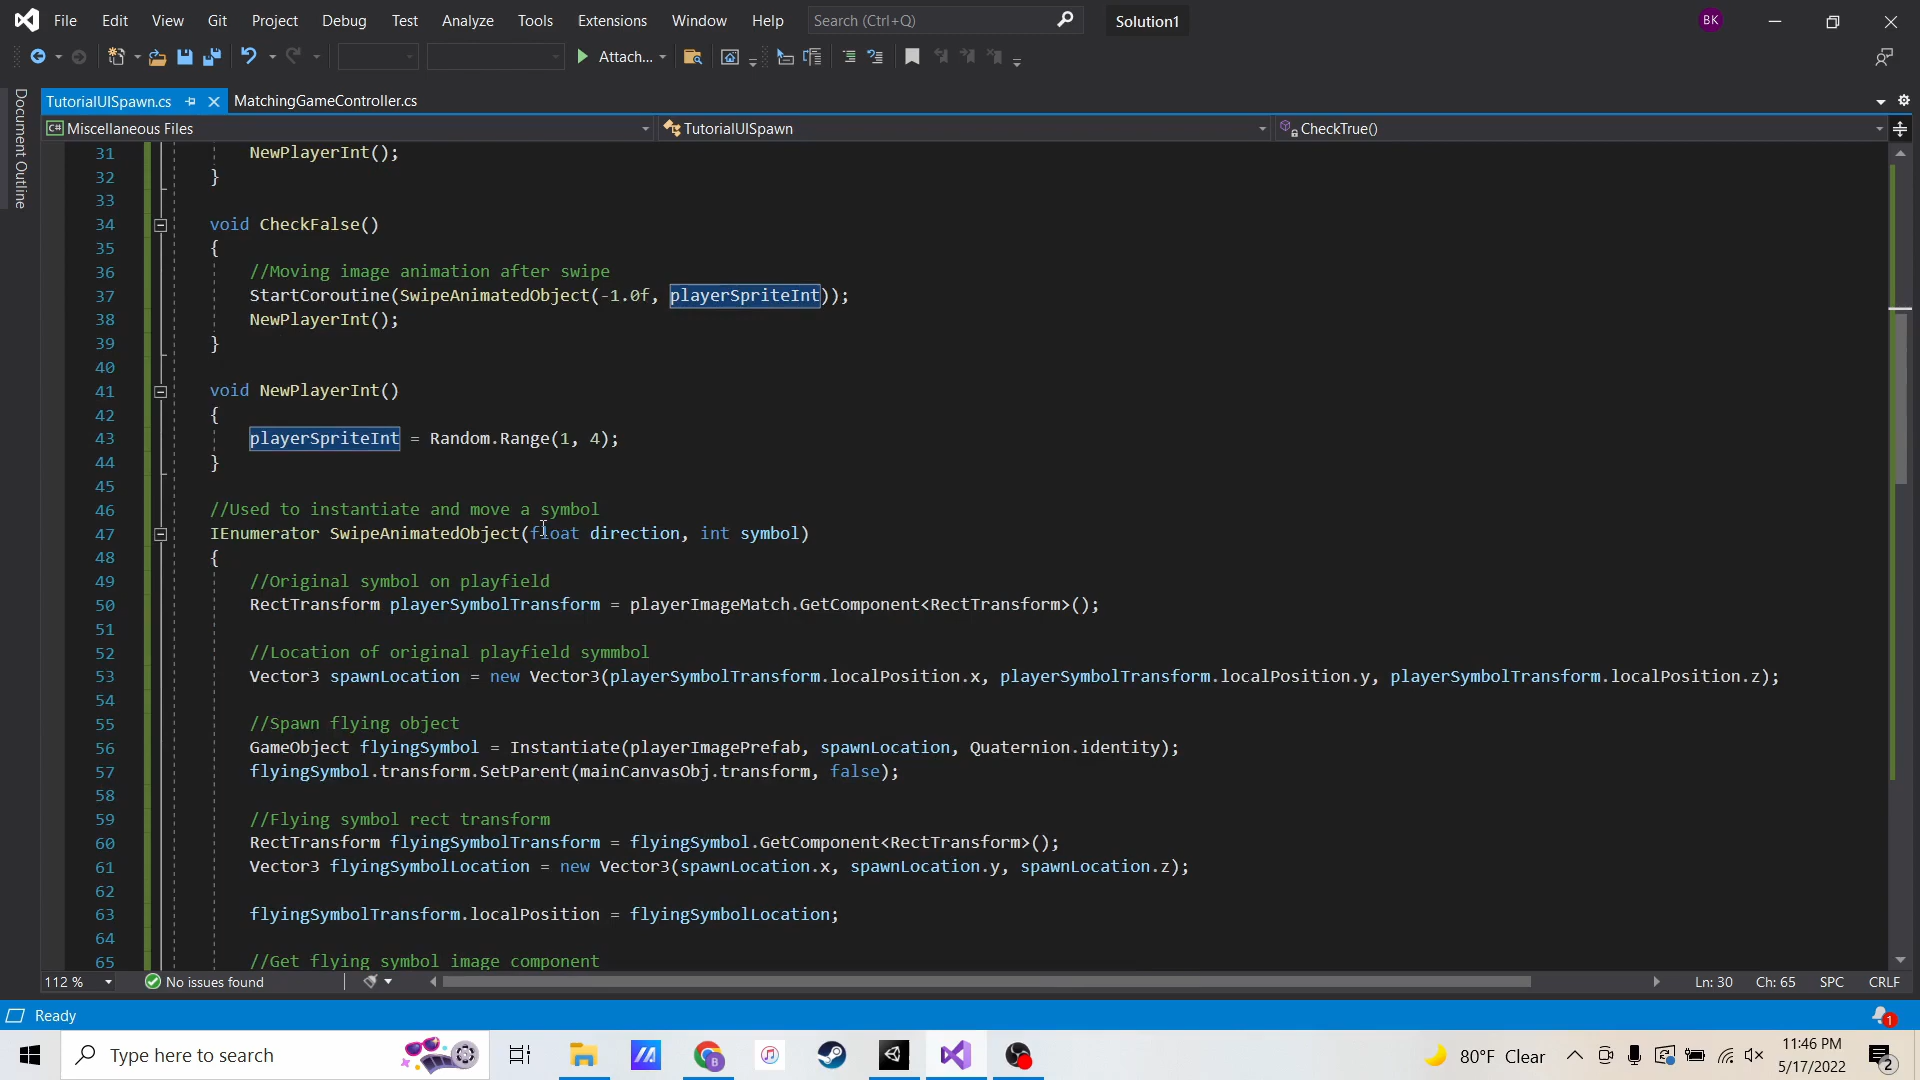 File Edit View Git Project Debug Test Analyze Tools Extensions Window Help Search (Ctrl+Q) Solution1 BK
Attach...
TutorialUISpawn.cs MatchingGameController.cs
Document Outline
C# Miscellaneous Files TutorialUISpawn CheckTrue()
31 NewPlayerInt();
32 }
33
34 void CheckFalse()
35 {
36 //Moving image animation after swipe
37 StartCoroutine(SwipeAnimatedObject(-1.0f, playerSpriteInt));
38 NewPlayerInt();
39 }
40
41 void NewPlayerInt()
42 {
43 playerSpriteInt = Random.Range(1, 4);
44 }
45
46 //Used to instantiate and move a symbol
47 IEnumerator SwipeAnimatedObject(float direction, int symbol)
48 {
49 //Original symbol on playfield
50 RectTransform playerSymbolTransform = playerImageMatch.GetComponent<RectTransform>();
51
52 //Location of original playfield symmbol
53 Vector3 spawnLocation = new Vector3(playerSymbolTransform.localPosition.x, playerSymbolTransform.localPosition.y, playerSymbolTransform.localPosition.z);
54
55 //Spawn flying object
56 GameObject flyingSymbol = Instantiate(playerImagePrefab, spawnLocation, Quaternion.identity);
57 flyingSymbol.transform.SetParent(mainCanvasObj.transform, false);
58
59 //Flying symbol rect transform
60 RectTransform flyingSymbolTransform = flyingSymbol.GetComponent<RectTransform>();
61 Vector3 flyingSymbolLocation = new Vector3(spawnLocation.x, spawnLocation.y, spawnLocation.z);
62
63 flyingSymbolTransform.localPosition = flyingSymbolLocation;
64
65 //Get flying symbol image component
112 % No issues found Ln: 30 Ch: 65 SPC CRLF
Ready 1
Type here to search 80°F Clear 11:46 PM
5/17/2022 2